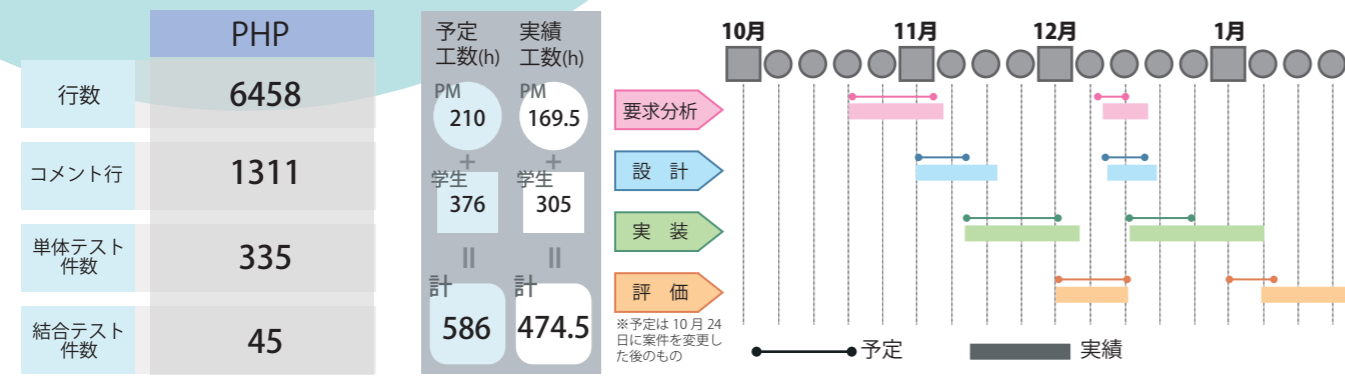 PHP
行数
6458
コメント行
1311
単体テスト
件数
335
結合テスト
件数
45
予定
工数(h)
実績
工数(h)
PM
210
PM
169.5
+
+
学生
376
学生
305
=
=
計
586
計
474.5
10月
11月
12月
1月
要求分析
設 計
実 装
評 価
※予定は 10 月 24
日に案件を変更し
た後のもの
予定
実績